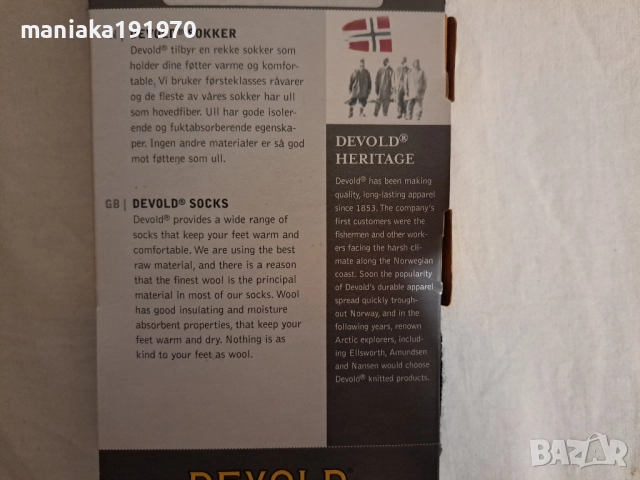 maniaka191970
DEVOLD® SOKKER
Devold® tilbyr en rekke sokker som
holder dine føtter varme og komfor-
table, Vi bruker førsteklasses råvarer
og de fleste av våres sokker har ull
som hovedfiber. Ull har gode isoler-
ende og fuktabsorberende egenska-
per. Ingen andre materialer er så god
mot føttene som ull.
GB | DEVOLD® SOCKS
Devold® provides a wide range of
socks that keep your feet warm and
comfortable. We are using the best
raw material, and there is a reason
that the finest wool is the principal
material in most of our socks. Wool
has good insulating and moisture
absorbent properties, that keep your
feet warm and dry. Nothing is as
kind to your feet as wool.
DEVOLD®
HERITAGE
Devold® has been making
quality, long-lasting apparel
since 1853. The company's
first customers were the
fishermen and other work-
ers facing the harsh cli-
mate along the Norwegian
coast. Soon the popularity
of Devold's durable apparel
spread quickly trough-
out Norway, and in the
following years, renown
Arctic explorers, includ-
ing Ellsworth, Amundsen
and Nansen would choose
Devold® knitted products.
DEVOLD®
BAZAR